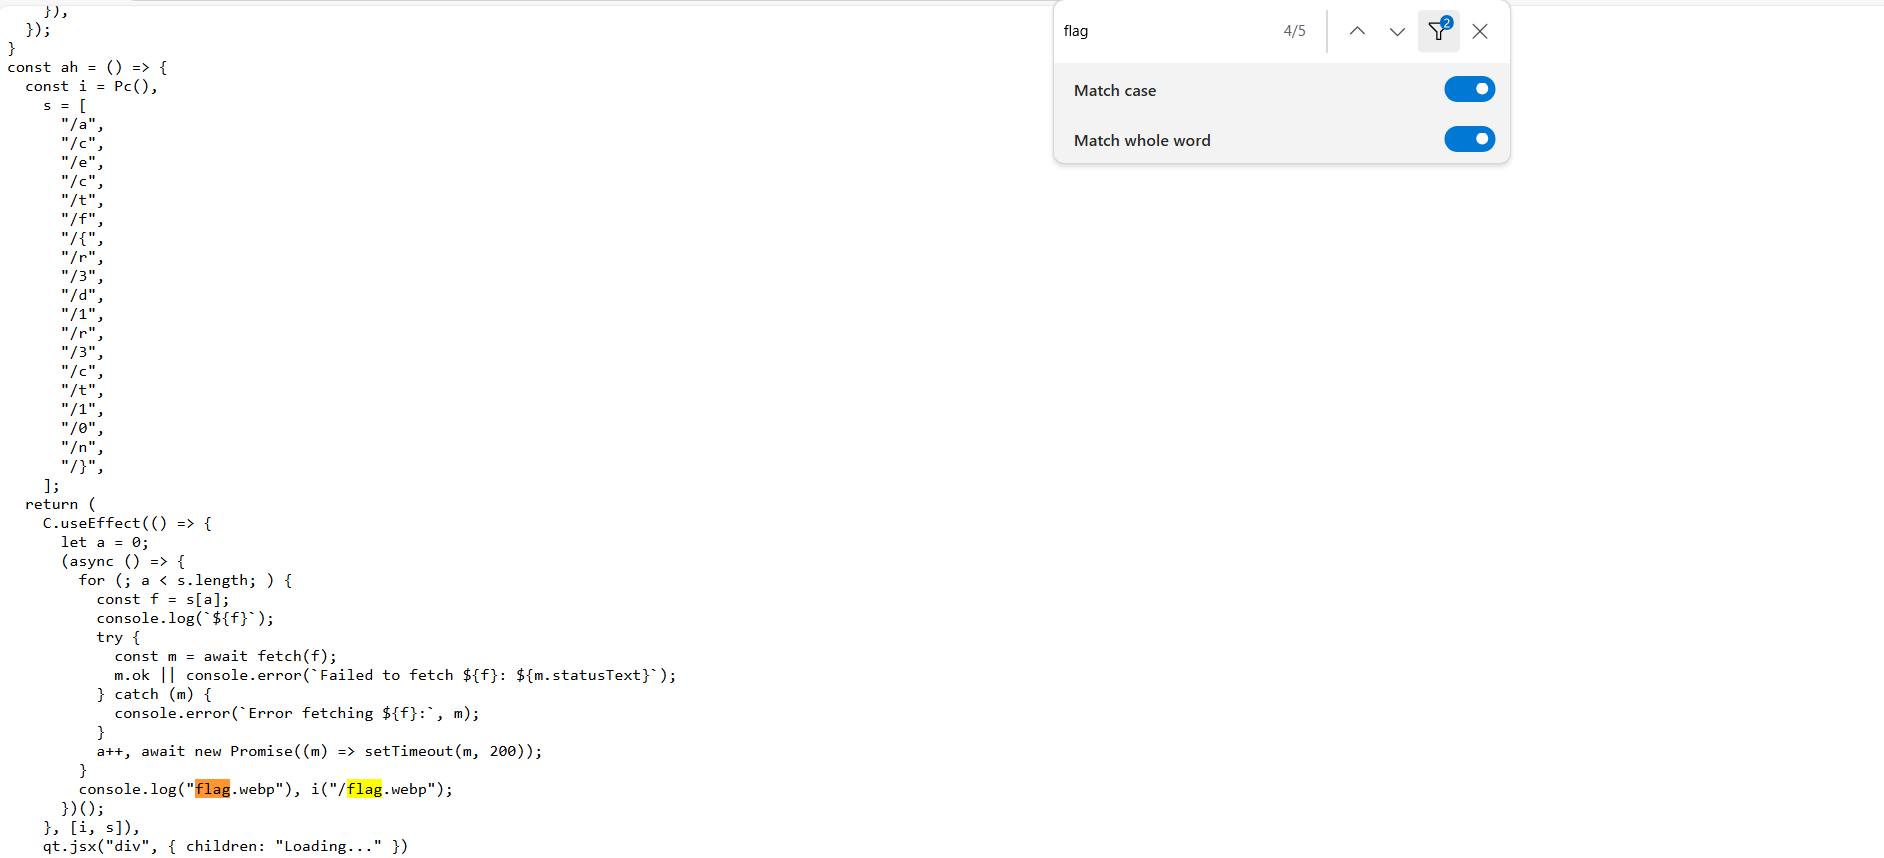 }),
  });
}
const ah = () => {
  const i = Pc(),
    s = [
      "/a",
      "/c",
      "/e",
      "/c",
      "/t",
      "/f",
      "/{",
      "/r",
      "/3",
      "/d",
      "/1",
      "/r",
      "/3",
      "/c",
      "/t",
      "/1",
      "/0",
      "/n",
      "/}",
    ];
  return (
    C.useEffect(() => {
      let a = 0;
      (async () => {
        for (; a < s.length; ) {
          const f = s[a];
          console.log(`${f}`);
          try {
            const m = await fetch(f);
            m.ok || console.error(`Failed to fetch ${f}: ${m.statusText}`);
          } catch (m) {
            console.error(`Error fetching ${f}:`, m);
          }
          a++, await new Promise((m) => setTimeout(m, 200));
        }
        console.log("flag.webp"), i("/flag.webp");
      })();
    }, [i, s]),
    qt.jsx("div", { children: "Loading..." })
flag 4/5 2
Match case
Match whole word